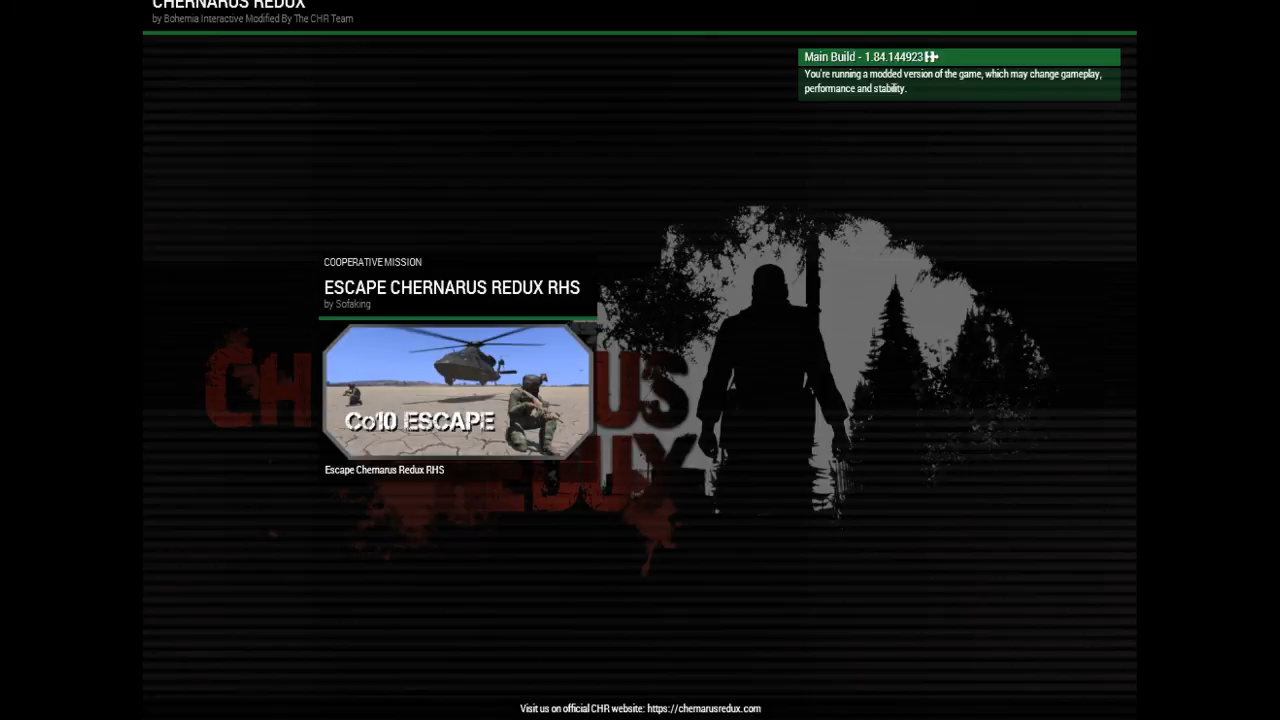 CHERNARUS REDUX
by Bohemia Interactive Modified By The CHR Team
Main Build - 1.84.144923
You're running a modded version of the game, which may change gameplay,
performance and stability.
COOPERATIVE MISSION
ESCAPE CHERNARUS REDUX RHS
by Sofaking
Co10 ESCAPE
Escape Chernarus Redux RHS
Visit us on official CHR website: https://chernarusredux.com